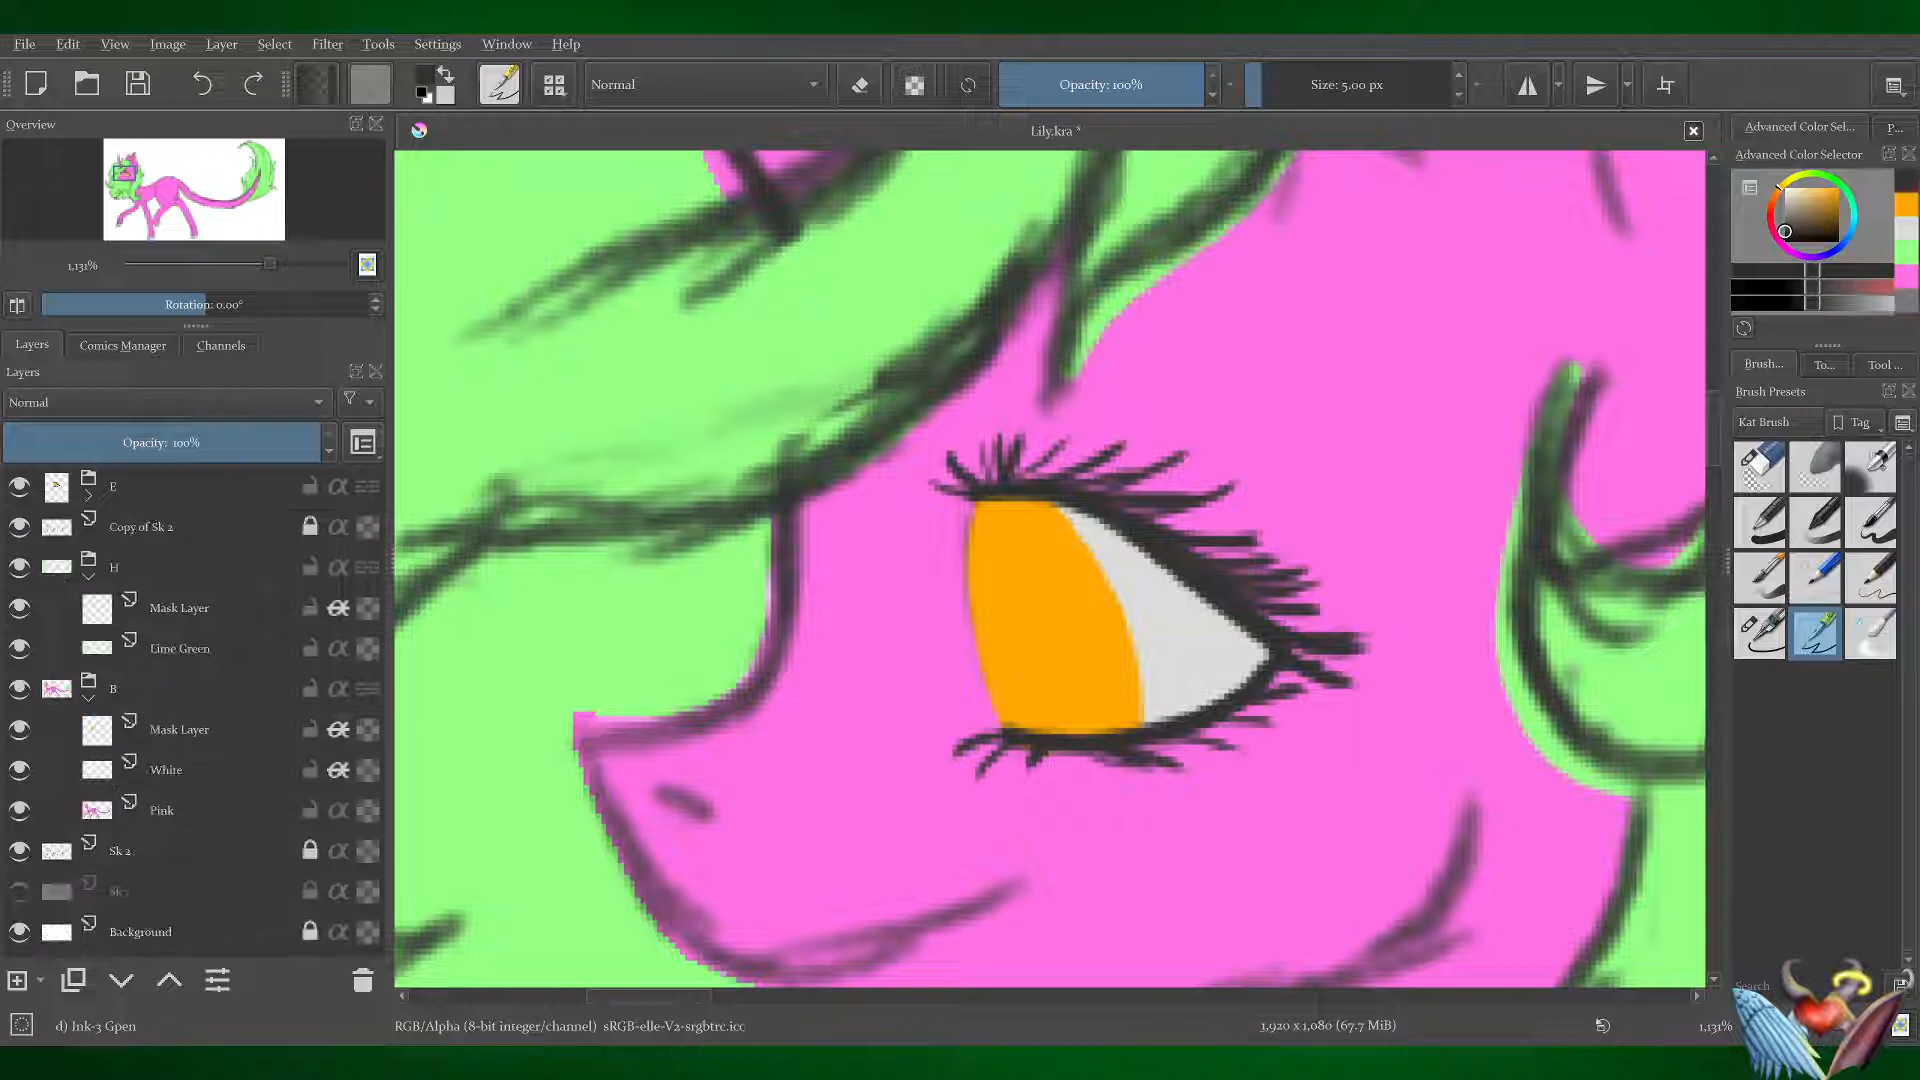 File Edit View Image Layer Select Filter Tools Settings Window Help
Normal Opacity: 100% Size: 5.00 px
Overview
Lily.kra *
Advanced Color Sel... P...
Advanced Color Selector
1,131%
Rotation: 0.00°
Layers Comics Manager Channels
Layers
Normal
Opacity: 100%
E
Copy of Sk 2
H
Mask Layer
Lime Green
B
Mask Layer
White
Pink
Sk 2
Background
Brush... To... Tool ...
Brush Presets
Kat Brush Tag
Search
d) Ink-3 Gpen
RGB/Alpha (8-bit integer/channel) sRGB-elle-V2-srgbtrc.icc
1,920 x 1,080 (67.7 MiB)
1,131%